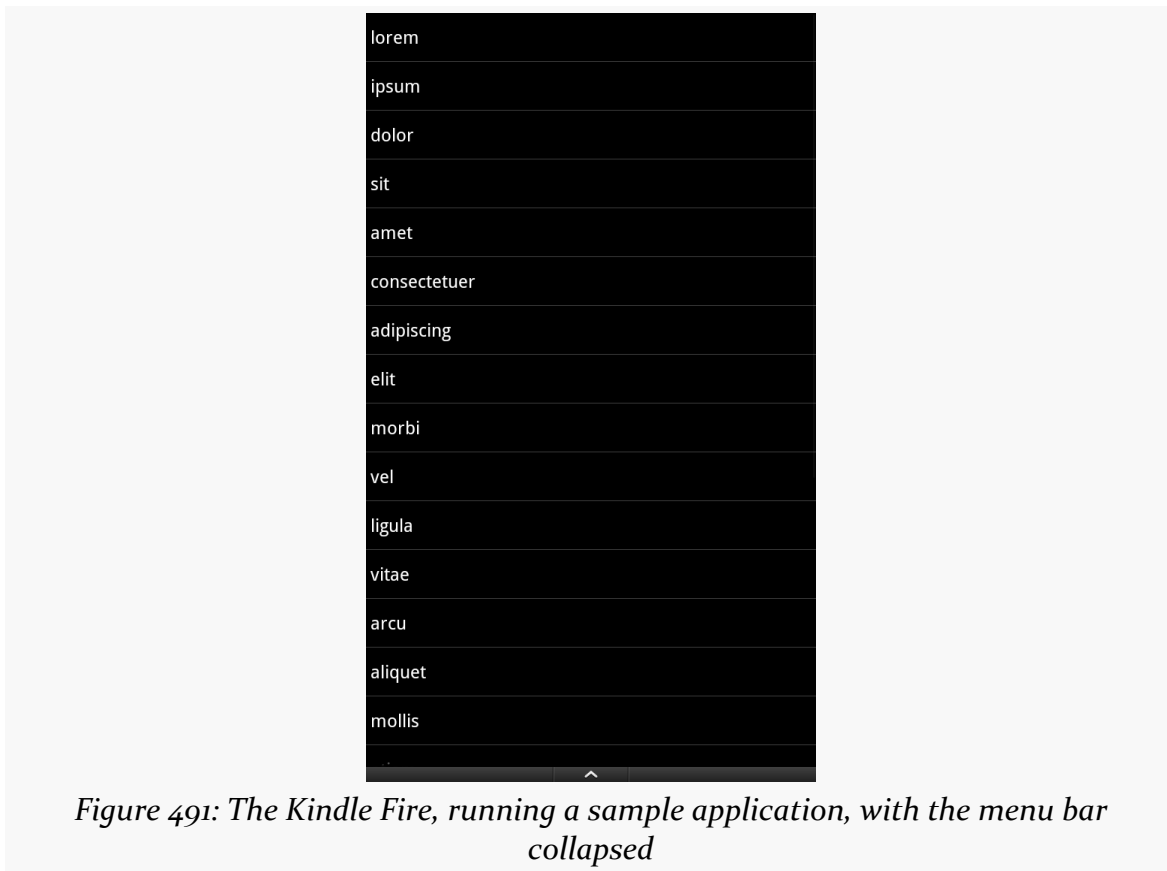 lorem
ipsum
dolor
sit
amet
consectetuer
adipiscing
elit
morbi
vel
ligula
vitae
arcu
aliquet
mollis
Figure 491: The Kindle Fire, running a sample application, with the menu bar
collapsed